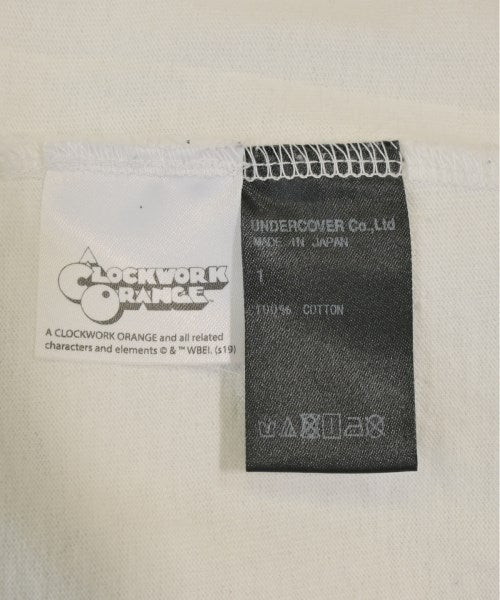 A CLOCKWORK
ORANGE™
A CLOCKWORK ORANGE and all related
characters and elements © & ™ WBEI. (s19)
UNDERCOVER Co.,Ltd
MADE IN JAPAN
1
100% COTTON